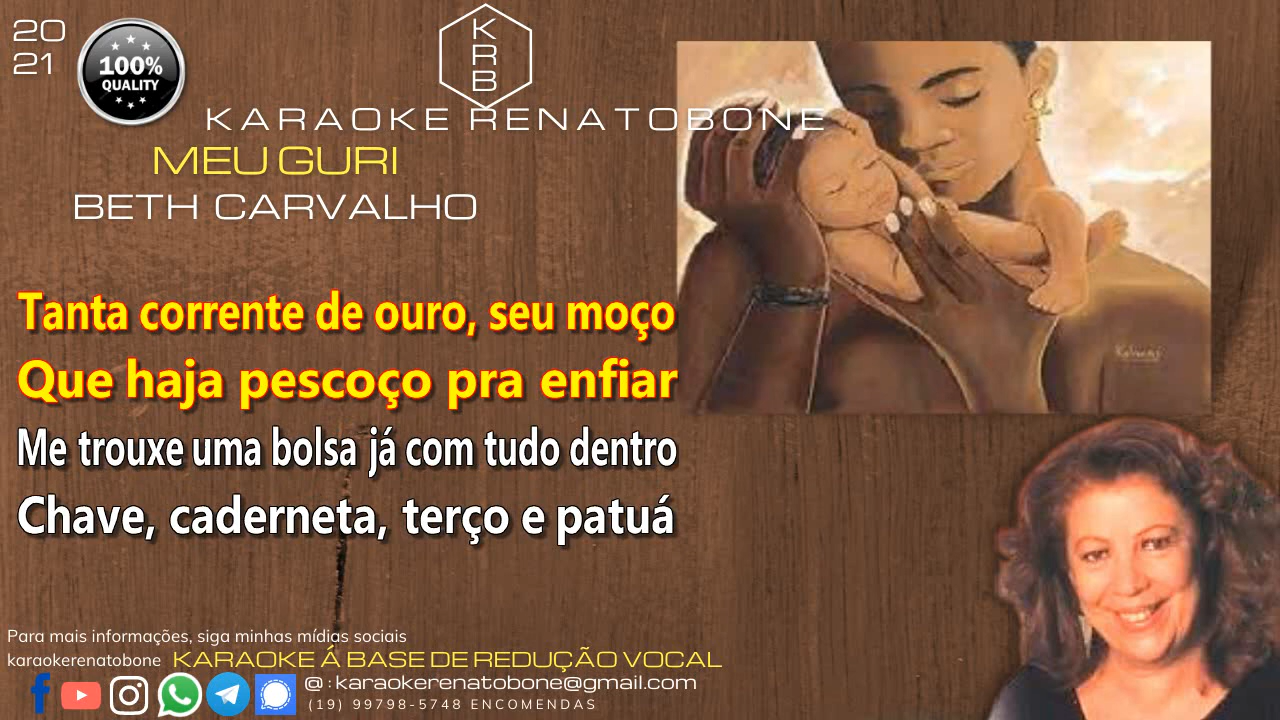 20
21
100%
QUALITY
K
R
B
KARAOKE RENATOBONE
MEU GURI
BETH CARVALHO
Tanta corrente de ouro, seu moço
Que haja pescoço pra enfiar
Me trouxe uma bolsa já com tudo dentro
Chave, caderneta, terço e patuá
Para mais informações, siga minhas mídias sociais
karaokerenatobone KARAOKE Á BASE DE REDUÇÃO VOCAL
@:karaokerenatobone@gmail.com
(19) 99798-5748 ENCOMENDAS